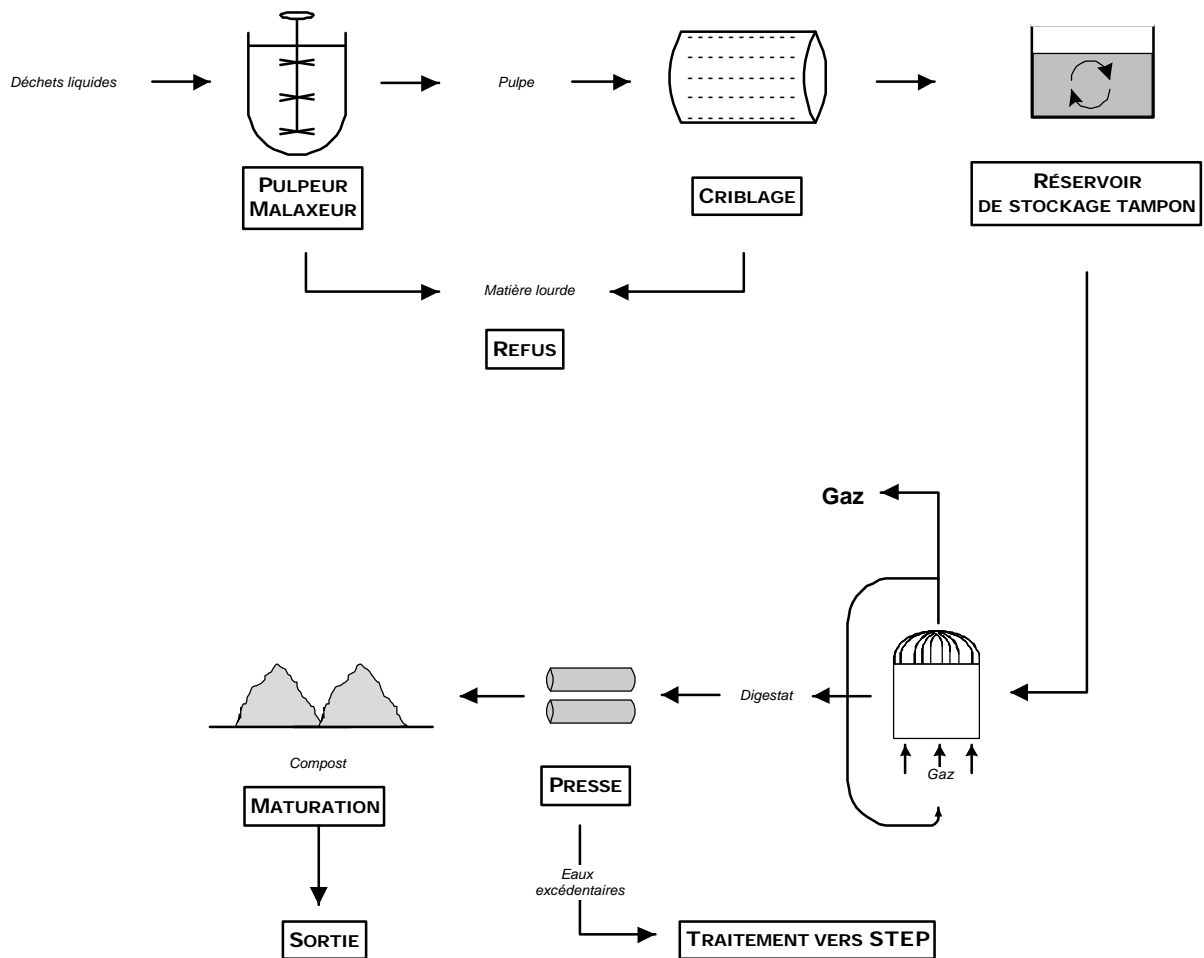 Déchets liquides
Pulpe
PULPEUR
MALAXEUR
CRIBLAGE
RÉSERVOIR
DE STOCKAGE TAMPON
Matière lourde
REFUS
Gaz
Digestat
Gaz
Compost
MATURATION
PRESSE
Eaux
excédentaires
SORTIE
TRAITEMENT VERS STEP